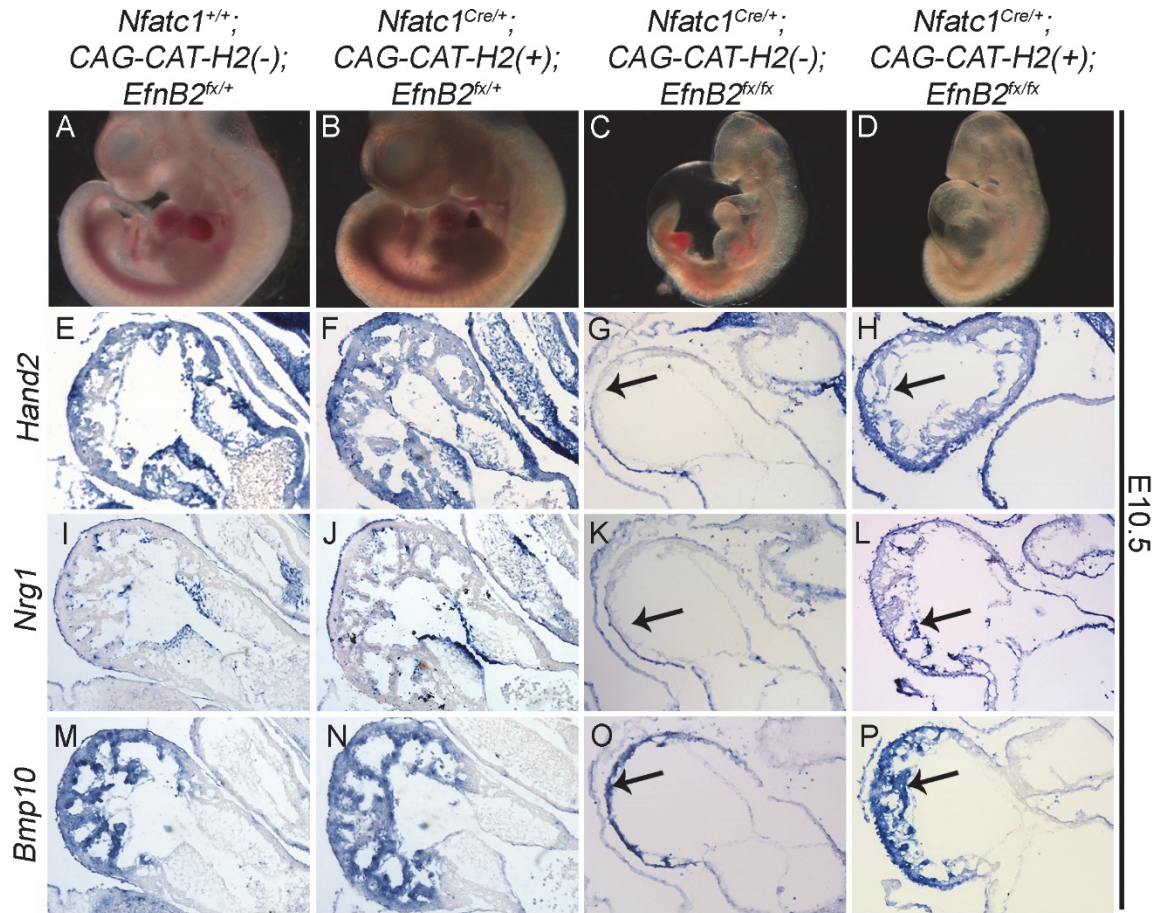 Nfatc1+/+; Nfatc1Cre/+; Nfatc1Cre/+; Nfatc1Cre/+;
CAG-CAT-H2(-); CAG-CAT-H2(+); CAG-CAT-H2(-); CAG-CAT-H2(+);
EfnB2fx/+ EfnB2fx/+ EfnB2fx/fx EfnB2fx/fx
A B C D
Hand2 E F G H
Nrg1 I J K L
Bmp10 M N O P
E10.5